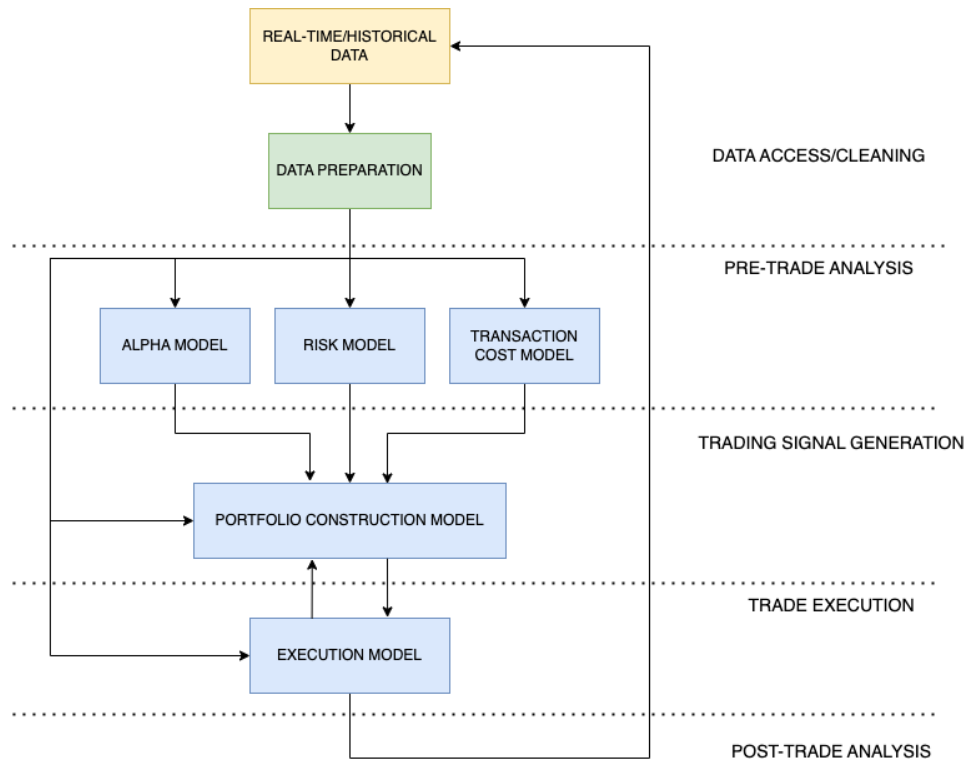 REAL-TIME/HISTORICAL
DATA
DATA PREPARATION
DATA ACCESS/CLEANING
PRE-TRADE ANALYSIS
ALPHA MODEL
RISK MODEL
TRANSACTION
COST MODEL
TRADING SIGNAL GENERATION
PORTFOLIO CONSTRUCTION MODEL
TRADE EXECUTION
EXECUTION MODEL
POST-TRADE ANALYSIS